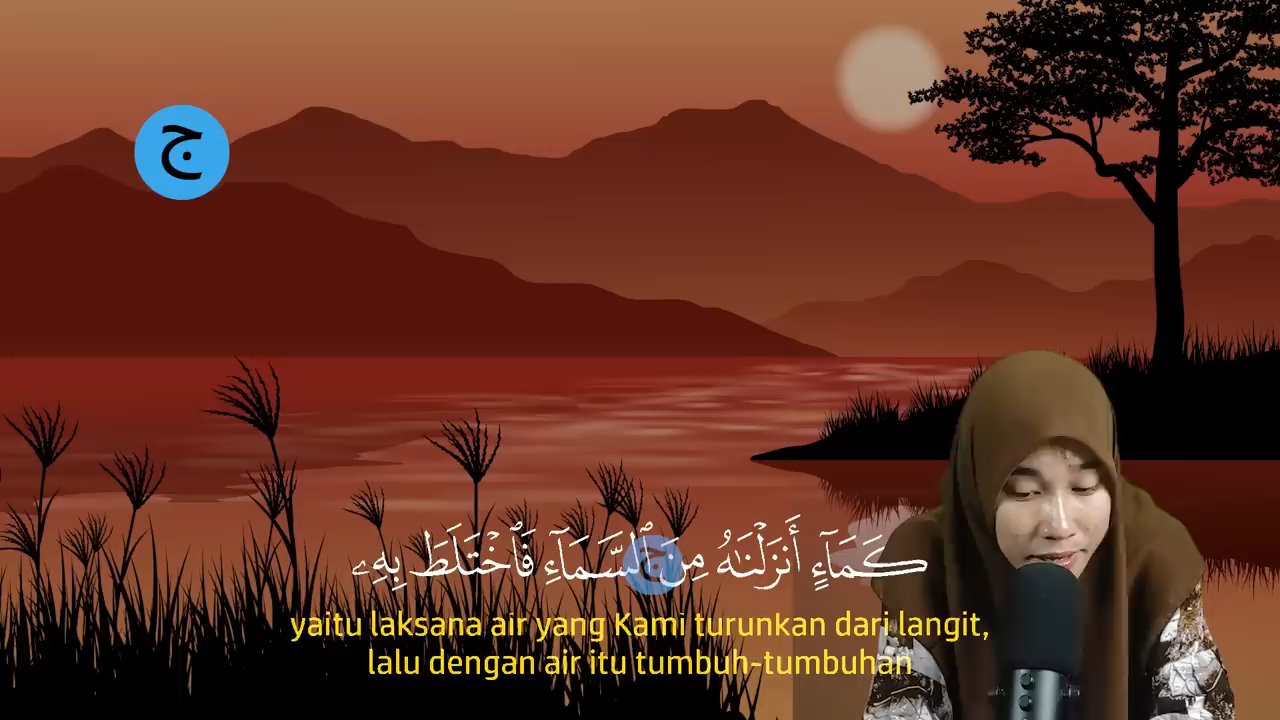 ج
كَمَآءٍ أَنزَلْنَٰهُ مِنَ ٱلسَّمَآءِ فَٱخْتَلَطَ بِهِۦ
ج
yaitu laksana air yang Kami turunkan dari langit,
lalu dengan air itu tumbuh-tumbuhan